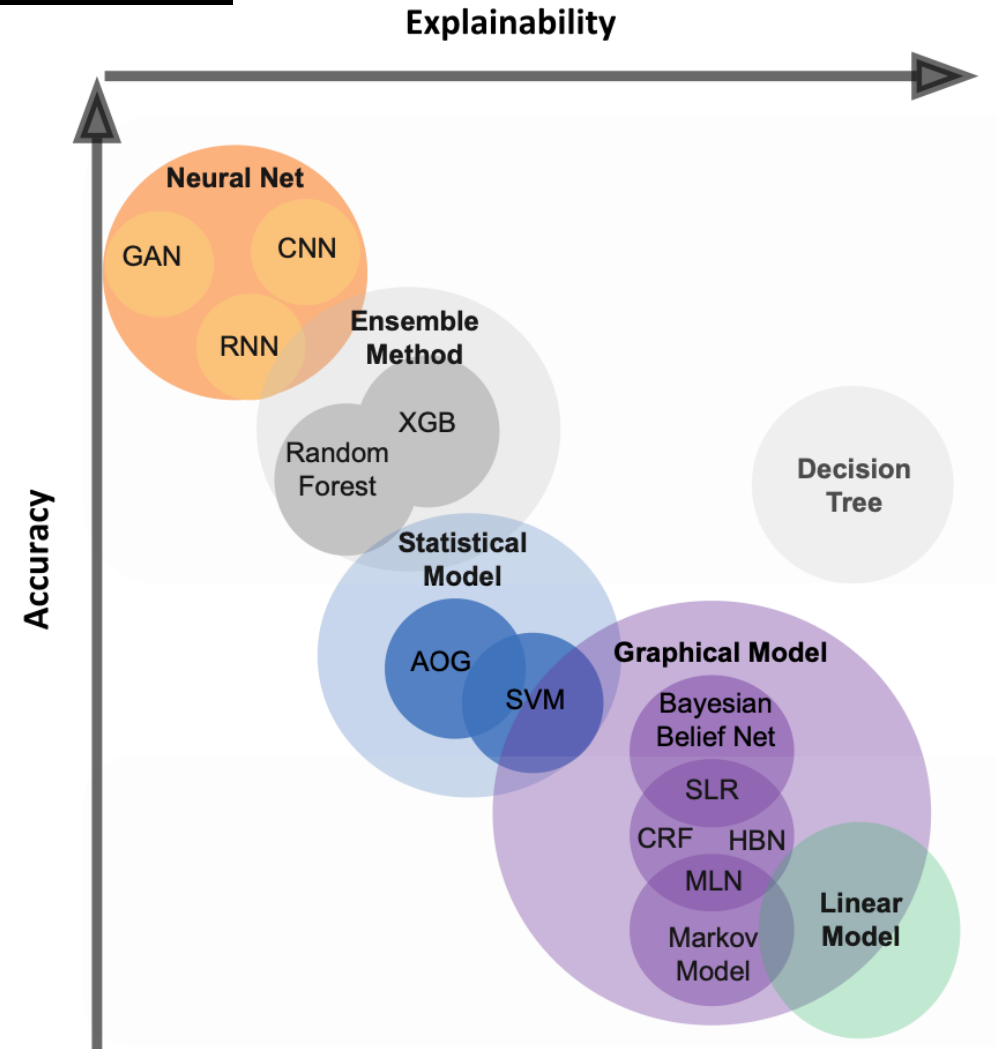 Explainability
Accuracy
Neural Net
GAN
CNN
RNN
Ensemble
Method
XGB
Random
Forest
Decision
Tree
Statistical
Model
AOG
SVM
Graphical Model
Bayesian
Belief Net
SLR
CRF
HBN
MLN
Markov
Model
Linear
Model